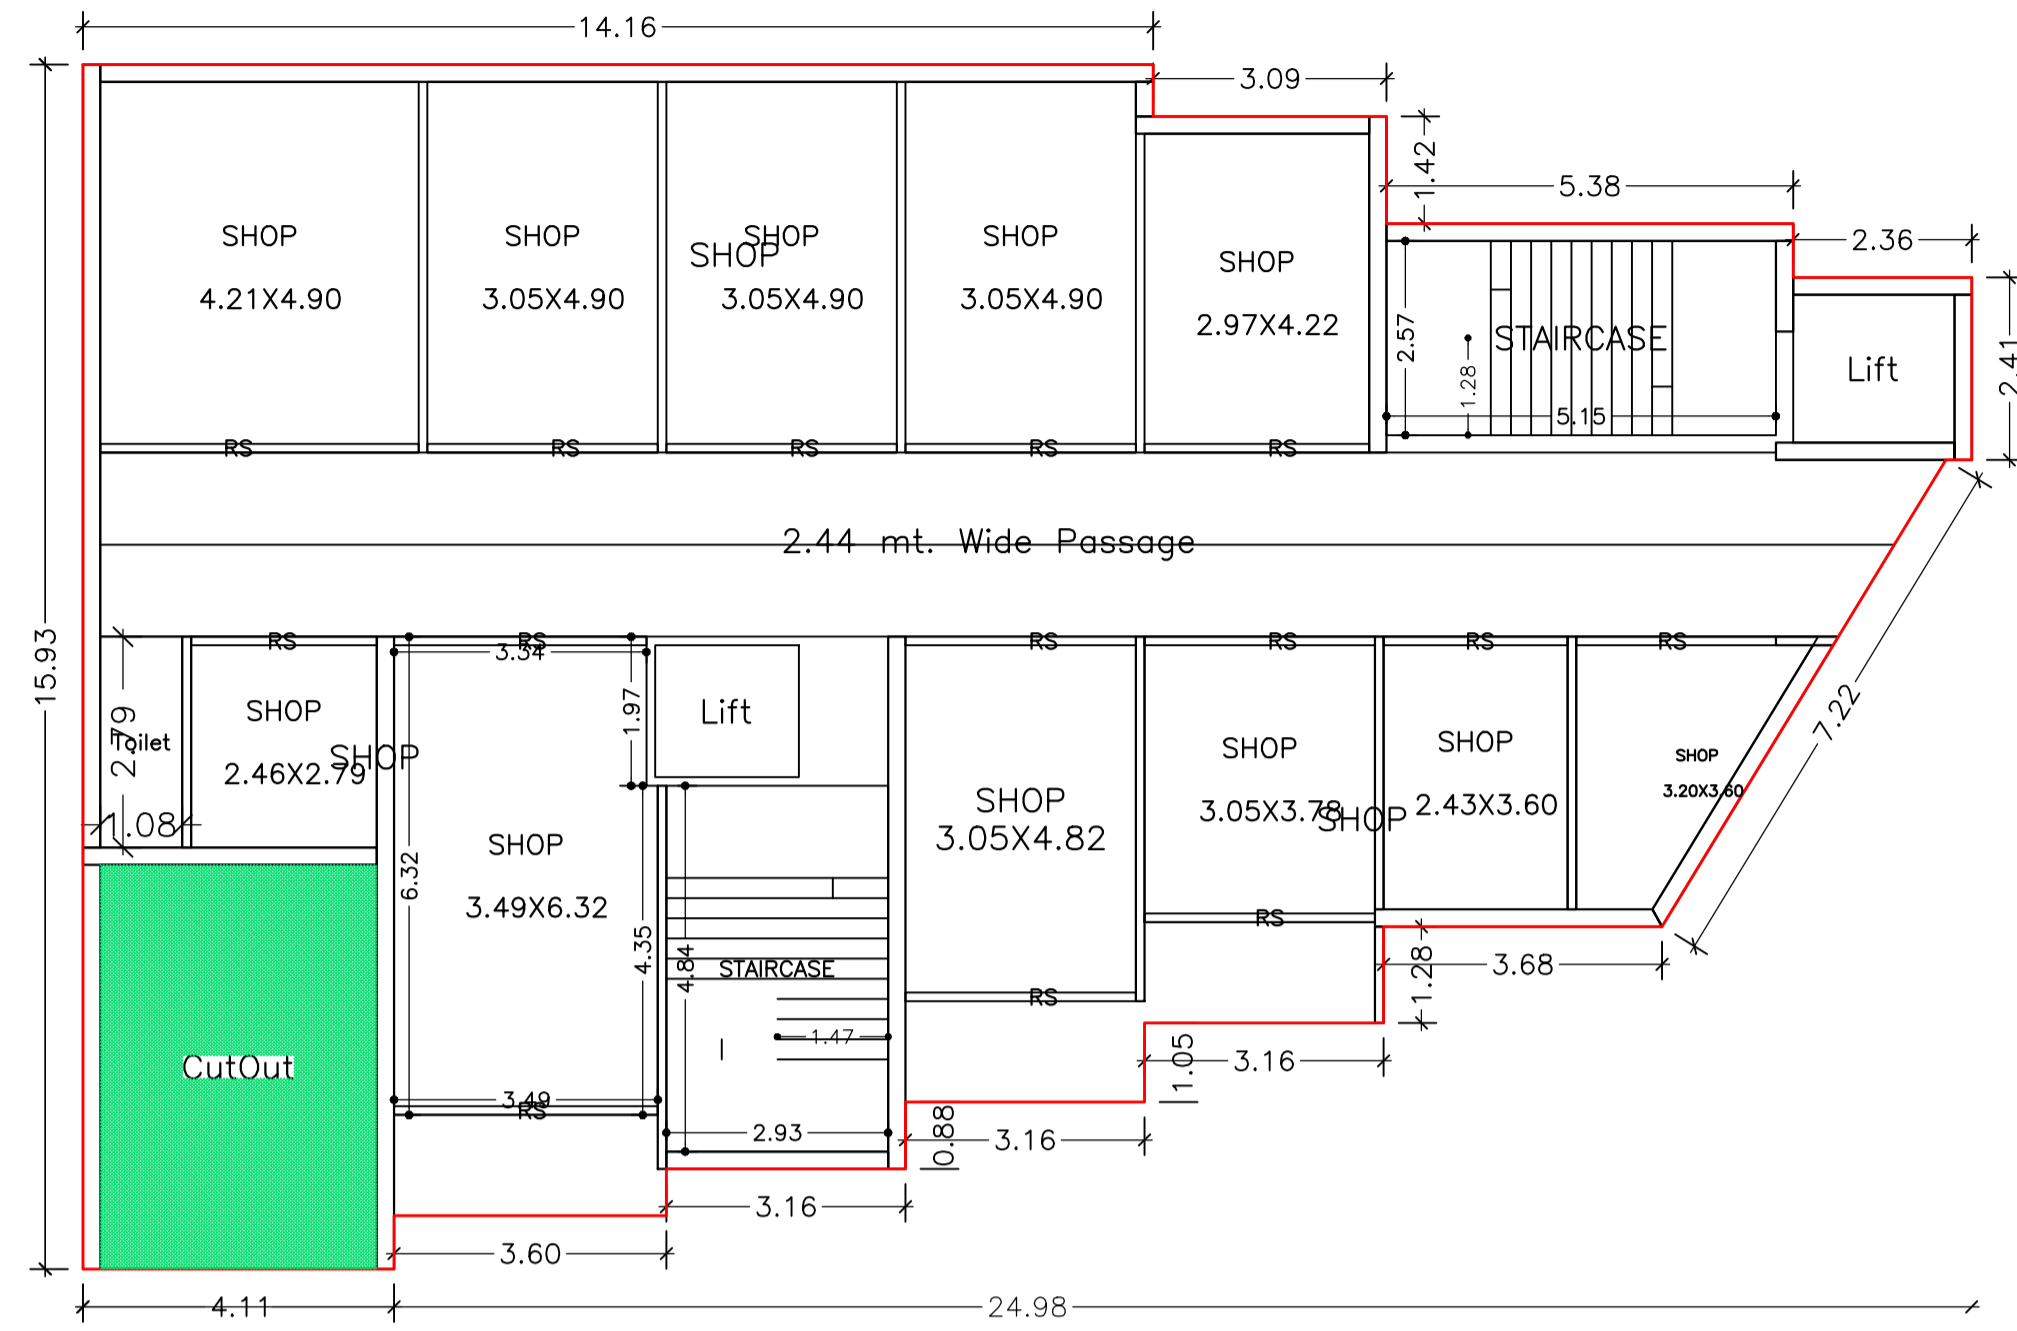 14.16
3.09
1.42
5.38
2.36
SHOP
4.21X4.90
SHOP
3.05X4.90
SHOP
SHOP
3.05X4.90
SHOP
3.05X4.90
SHOP
2.97X4.22
2.57
1.28
STAIRCASE
5.15
Lift
2.41
RS
RS
RS
RS
RS
2.44 mt. Wide Passage
15.93
RS
RS
RS
RS
RS
RS
3.34
2.79
Toilet
1.08
SHOP
2.46X2.79
SHOP
1.97
Lift
6.32
SHOP
3.49X6.32
4.35
4.84
STAIRCASE
1.47
3.49
RS
2.93
SHOP
3.05X4.82
RS
SHOP
3.05X3.78
SHOP
RS
SHOP
2.43X3.60
SHOP
3.20X3.60
7.22
3.68
1.28
3.16
1.05
3.16
0.88
3.16
3.60
CutOut
4.11
24.98